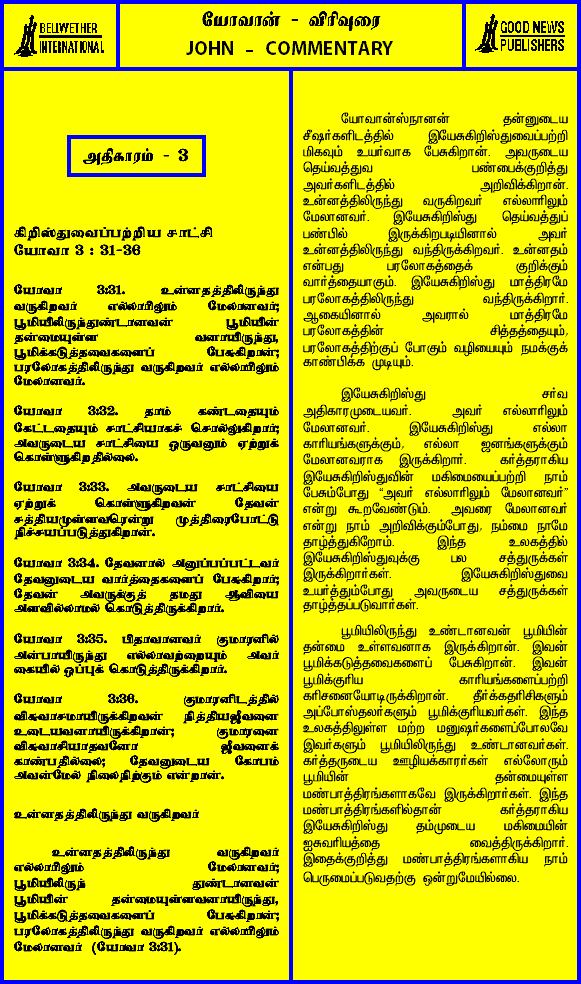 BELLWETHER
INTERNATIONAL
யோவான் - விரிவுரை
JOHN - COMMENTARY
GOOD NEWS
PUBLISHERS
அதிகாரம் - 3
கிறிஸ்துவைப்பற்றிய சாட்சி
யோவா 3 : 31-36
யோவா 3:31. உன்னதத்திலிருந்து
வருகிறவர் எல்லாரிலும் மேலானவர்;
பூமியிலிருந்துண்டானவன் பூமியின்
தன்மையுள்ள வனாயிருந்து,
பூமிக்கடுத்தவைகளைப் பேசுகிறான்;
பரலோகத்திலிருந்து வருகிறவர் எல்லாரிலும்
மேலானவர்.
யோவா 3:32. தாம் கண்டதையும்
கேட்டதையும் சாட்சியாகச் சொல்லுகிறார்;
அவருடைய சாட்சியை ஒருவனும் ஏற்றுக்
கொள்ளுகிறதில்லை.
யோவா 3:33. அவருடைய சாட்சியை
ஏற்றுக் கொள்ளுகிறவன் தேவன்
சத்தியமுள்ளவரென்று முத்திரைபோட்டு
நிச்சயப்படுத்துகிறான்.
யோவா 3:34. தேவனால் அனுப்பப்பட்டவர்
தேவனுடைய வார்த்தைகளைப் பேசுகிறார்;
தேவன் அவருக்குத் தமது ஆவியை
அளவில்லாமல் கொடுத்திருக்கிறார்.
யோவா 3:35. பிதாவானவர் குமாரனில்
அன்பாயிருந்து எல்லாவற்றையும் அவர்
கையில் ஒப்புக் கொடுத்திருக்கிறார்.
யோவா 3:36. குமாரனிடத்தில்
விசுவாசமாயிருக்கிறவன் நித்தியஜீவனை
உடையவனாயிருக்கிறான்; குமாரனை
விசுவாசியாதவனோ ஜீவனைக்
காண்பதில்லை; தேவனுடைய கோபம்
அவன்மேல் நிலைநிற்கும் என்றான்.
உன்னதத்திலிருந்து வருகிறவர்
உன்னதத்திலிருந்து வருகிறவர்
எல்லாரிலும் மேலானவர்;
பூமியிலிருந் துண்டானவன்
பூமியின் தன்மையுள்ளவனாயிருந்து,
பூமிக்கடுத்தவைகளைப் பேசுகிறான்;
பரலோகத்திலிருந்து வருகிறவர் எல்லாரிலும்
மேலானவர் (யோவா 3:31).
யோவான்ஸ்நானன் தன்னுடைய
சீஷர்களிடத்தில் இயேசுகிறிஸ்துவைப்பற்றி
மிகவும் உயர்வாக பேசுகிறான். அவருடைய
தெய்வத்துவ பண்பைக்குறித்து
அவர்களிடத்தில் அறிவிக்கிறான்.
உன்னத்திலிருந்து வருகிறவர் எல்லாரிலும்
மேலானவர். இயேசுகிறிஸ்து தெய்வத்துப்
பண்பில் இருக்கிறபடியினால் அவர்
உன்னத்திலிருந்து வந்திருக்கிறவர். உன்னதம்
என்பது பரலோகத்தைக் குறிக்கும்
வார்த்தையாகும். இயேசுகிறிஸ்து மாத்திரமே
பரலோகத்திலிருந்து வந்திருக்கிறார்.
ஆகையினால் அவரால் மாத்திரமே
பரலோகத்தின் சித்தத்தையும்,
பரலோகத்திற்குப் போகும் வழியையும் நமக்குக்
காண்பிக்க முடியும்.
இயேசுகிறிஸ்து சர்வ
அதிகாரமுடையவர். அவர் எல்லாரிலும்
மேலானவர். இயேசுகிறிஸ்து எல்லா
காரியங்களுக்கும், எல்லா ஜனங்களுக்கும்
மேலானவராக இருக்கிறார். கர்த்தராகிய
இயேசுகிறிஸ்துவின் மகிமையைப்பற்றி நாம்
பேசும்போது “அவர் எல்லாரிலும் மேலானவர்”
என்று கூறவேண்டும். அவரை மேலானவர்
என்று நாம் அறிவிக்கும்போது, நம்மை நாமே
தாழ்த்துகிறோம். இந்த உலகத்தில்
இயேசுகிறிஸ்துவுக்கு பல சத்துருக்கள்
இருக்கிறார்கள். இயேசுகிறிஸ்துவை
உயர்த்தும்போது அவருடைய சத்துருக்கள்
தாழ்த்தப்படுவார்கள்.
பூமியிலிருந்து உண்டானவன் பூமியின்
தன்மை உள்ளவனாக இருக்கிறான். இவன்
பூமிக்கடுத்தவைகளைப் பேசுகிறான். இவன்
பூமிக்குரிய காரியங்களைப்பற்றி
கரிசனையோடிருக்கிறான். தீர்க்கதரிசிகளும்
அப்போஸ்தலர்களும் பூமிக்குரியவர்கள். இந்த
உலகத்திலுள்ள மற்ற மனுஷர்களைப்போலவே
இவர்களும் பூமியிலிருந்து உண்டானவர்கள்.
கர்த்தருடைய ஊழியக்காரர்கள் எல்லோரும்
பூமியின் தன்மையுள்ள
மண்பாத்திரங்களாகவே இருக்கிறார்கள். இந்த
மண்பாத்திரங்களில்தான் கர்த்தராகிய
இயேசுகிறிஸ்து தம்முடைய மகிமையின்
ஐசுவரியத்தை வைத்திருக்கிறார்.
இதைக்குறித்து மண்பாத்திரங்களாகிய நாம்
பெருமைப்படுவதற்கு ஒன்றுமேயில்லை.